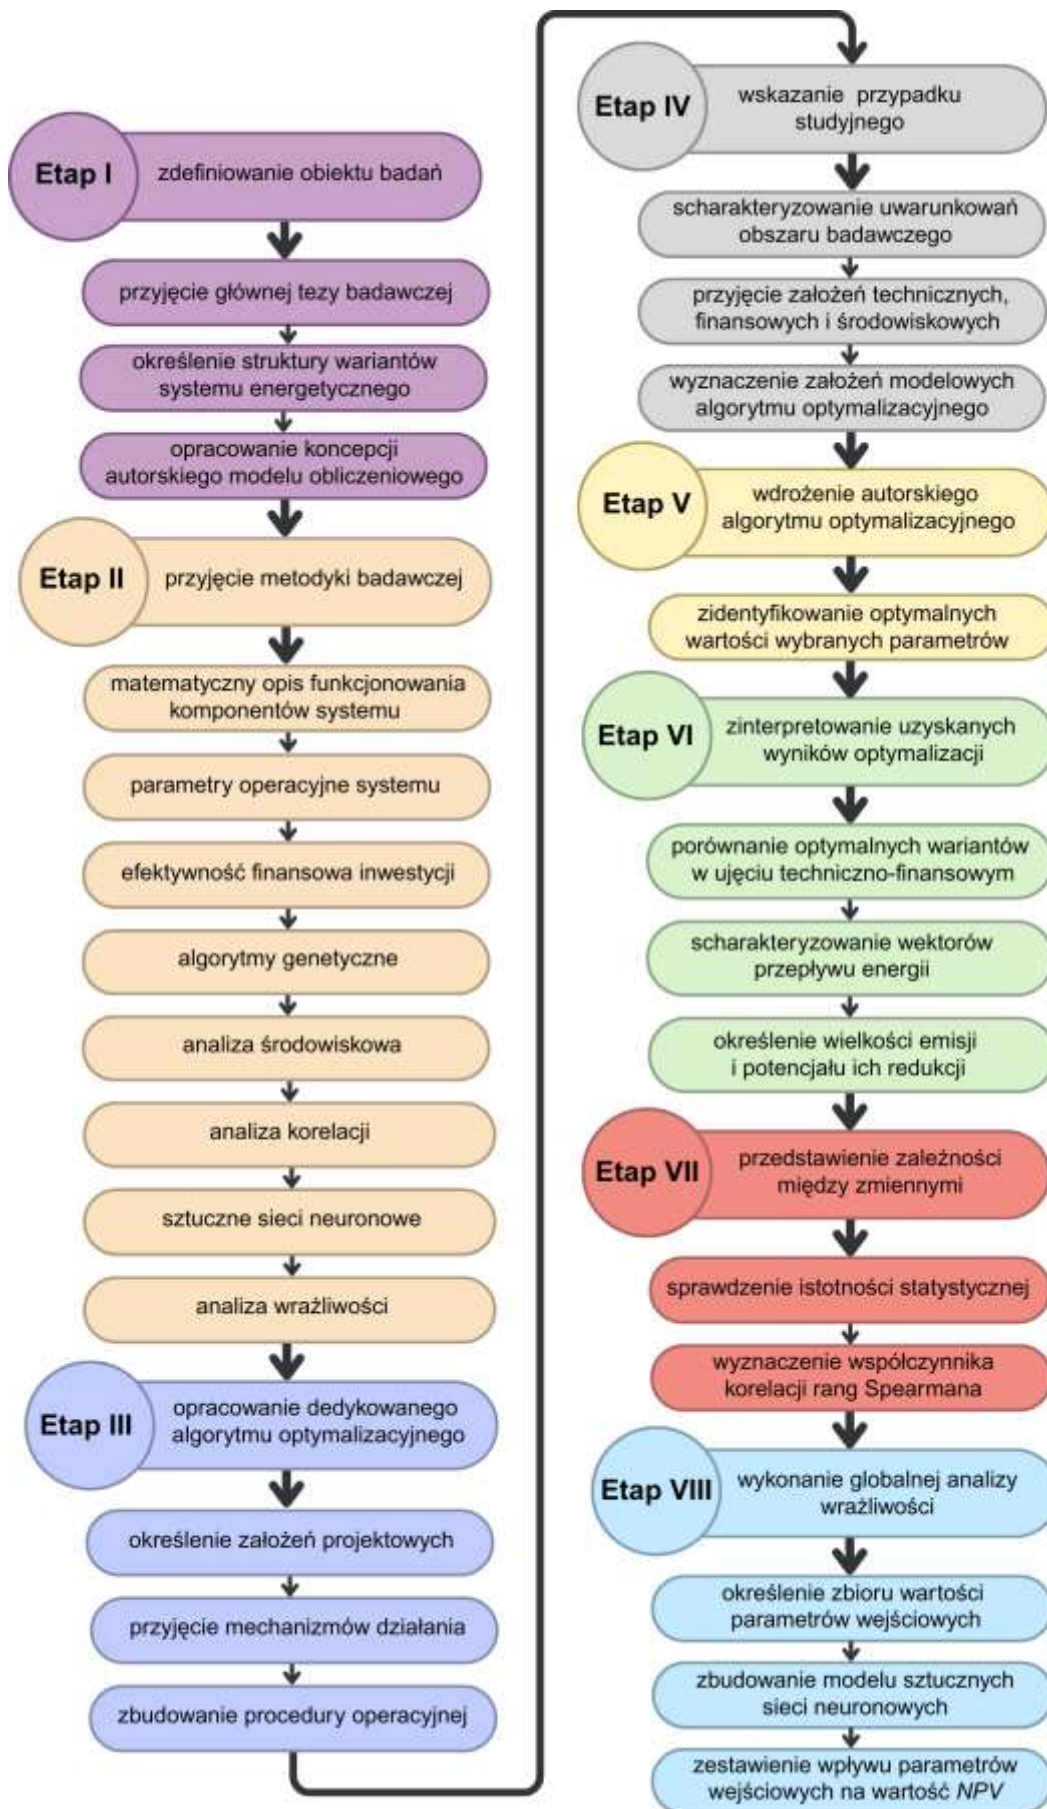 Etap I
zdefiniowanie obiektu badań
przyjęcie głównej tezy badawczej
określenie struktury wariantów
systemu energetycznego
opracowanie koncepcji
autorskiego modelu obliczeniowego
Etap II
przyjęcie metodyki badawczej
matematyczny opis funkcjonowania
komponentów systemu
parametry operacyjne systemu
efektywność finansowa inwestycji
algorytmy genetyczne
analiza środowiskowa
analiza korelacji
sztuczne sieci neuronowe
analiza wrażliwości
Etap III
opracowanie dedykowanego
algorytmu optymalizacyjnego
określenie założeń projektowych
przyjęcie mechanizmów działania
zbudowanie procedury operacyjnej
Etap IV
wskazanie przypadku
studyjnego
scharakteryzowanie uwarunkowań
obszaru badawczego
przyjęcie założeń technicznych,
finansowych i środowiskowych
wyznaczenie założeń modelowych
algorytmu optymalizacyjnego
Etap V
wdrożenie autorskiego
algorytmu optymalizacyjnego
zidentyfikowanie optymalnych
wartości wybranych parametrów
Etap VI
zinterpretowanie uzyskanych
wyników optymalizacji
porównanie optymalnych wariantów
w ujęciu techniczno-finansowym
scharakteryzowanie wektorów
przepływu energii
określenie wielkości emisji
i potencjału ich redukcji
Etap VII
przedstawienie zależności
między zmiennymi
sprawdzenie istotności statystycznej
wyznaczenie współczynnika
korelacji rang Spearmana
Etap VIII
wykonanie globalnej analizy
wrażliwości
określenie zbioru wartości
parametrów wejściowych
zbudowanie modelu sztucznych
sieci neuronowych
zestawienie wpływu parametrów
wejściowych na wartość NPV